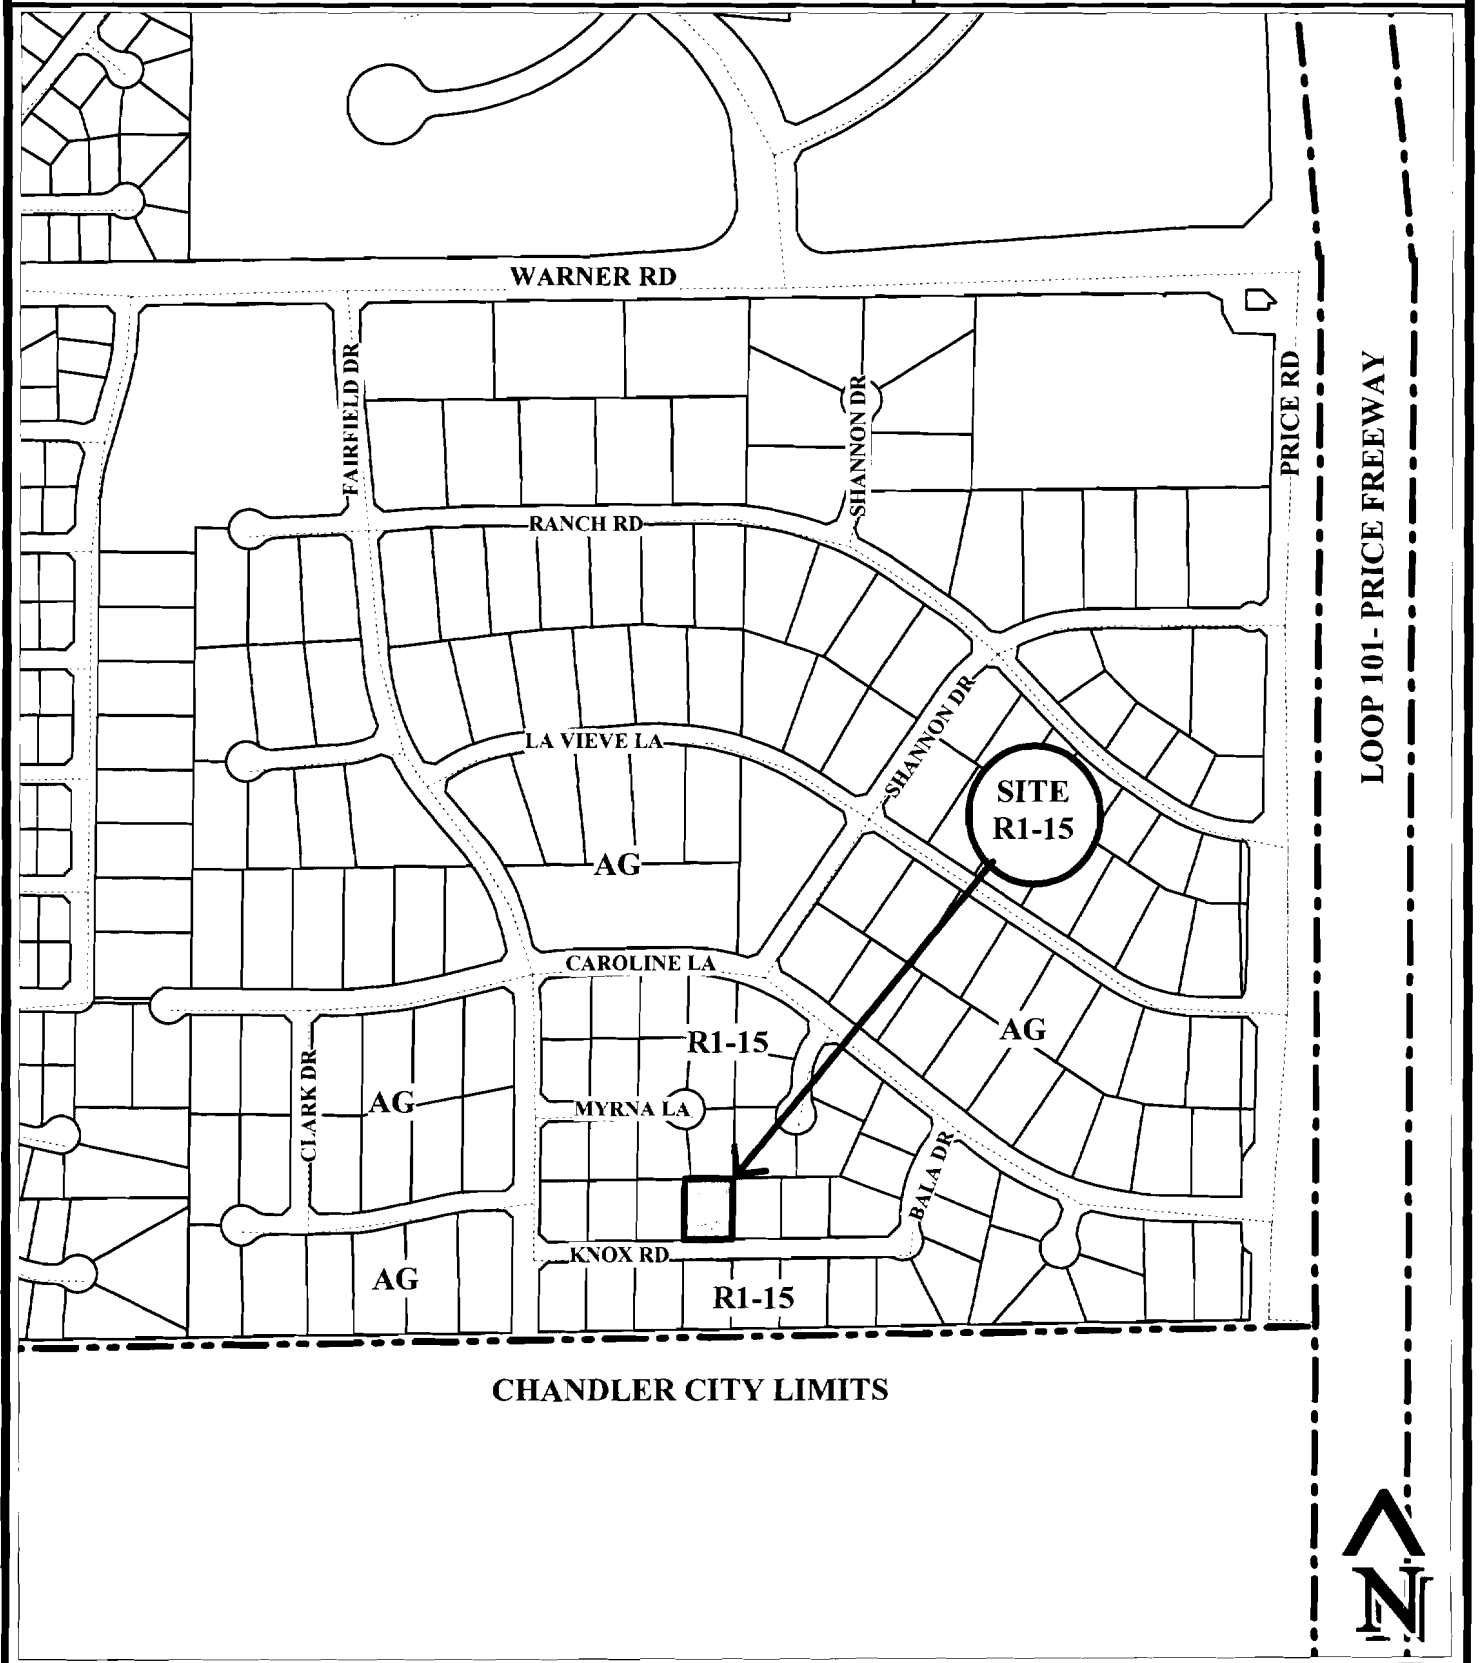 WARNER RD
FAIRFIELD DR
SHANNON DR
PRICE RD
LOOP 101- PRICE FREEWAY
RANCH RD
SHANNON DR
LA VIEVE LA
SITE
R1-15
AG
CAROLINE LA
AG
R1-15
CLARK DR
AG
MYRNA LA
BALA DR
KNOX RD
AG
R1-15
CHANDLER CITY LIMITS
N